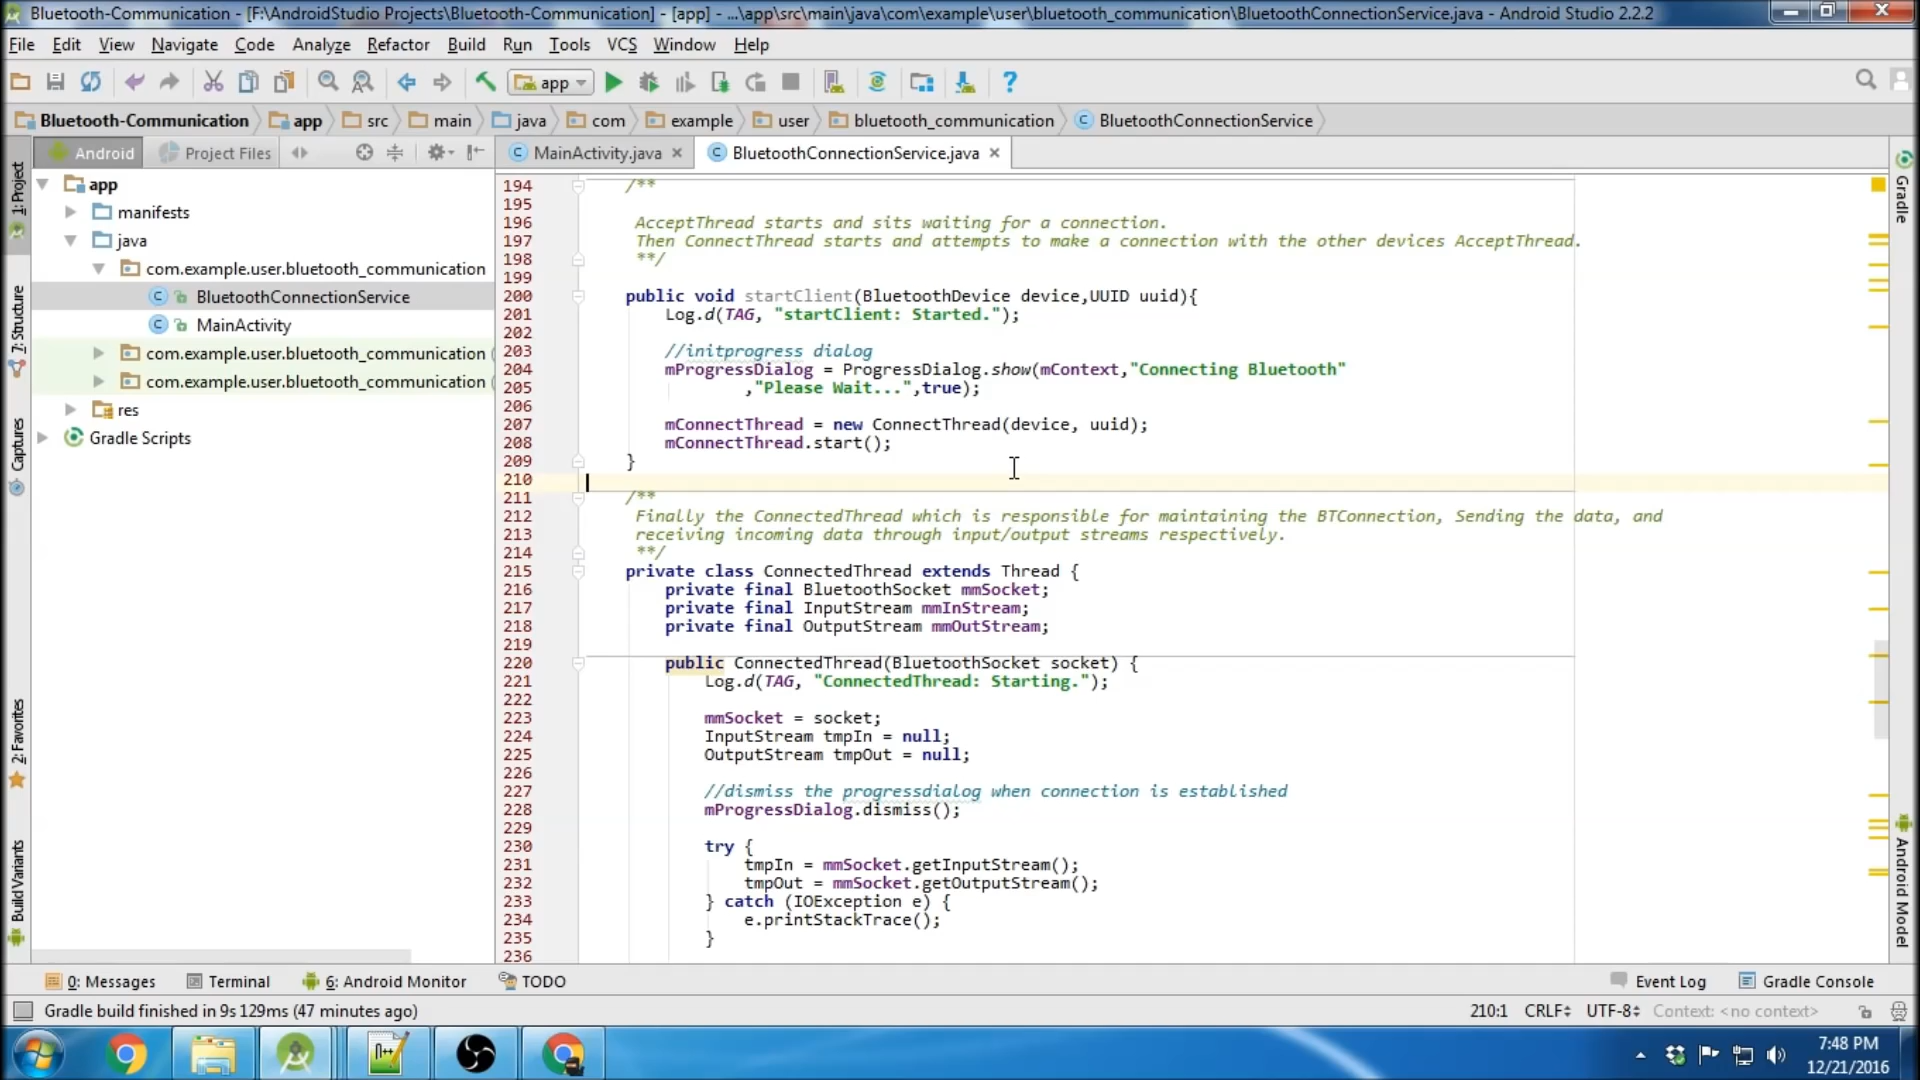 Bluetooth-Communication - [F:\AndroidStudio Projects\Bluetooth-Communication] - [app] - ...\app\src\main\java\com\example\user\bluetooth_communication\BluetoothConnectionService.java - Android Studio 2.2.2
File Edit View Navigate Code Analyze Refactor Build Run Tools VCS Window Help
app
Bluetooth-Communication app src main java com example user bluetooth_communication BluetoothConnectionService
Android Project Files MainActivity.java BluetoothConnectionService.java
1: Project
7: Structure
Captures
2: Favorites
Build Variants
app
manifests
java
com.example.user.bluetooth_communication
BluetoothConnectionService
MainActivity
com.example.user.bluetooth_communication (
com.example.user.bluetooth_communication (
res
Gradle Scripts
194 /**
195
196 AcceptThread starts and sits waiting for a connection.
197 Then ConnectThread starts and attempts to make a connection with the other devices AcceptThread.
198 **/
199
200 public void startClient(BluetoothDevice device,UUID uuid){
201 Log.d(TAG, "startClient: Started.");
202
203 //initprogress dialog
204 mProgressDialog = ProgressDialog.show(mContext,"Connecting Bluetooth"
205 ,"Please Wait...",true);
206
207 mConnectThread = new ConnectThread(device, uuid);
208 mConnectThread.start();
209 }
210
211 /**
212 Finally the ConnectedThread which is responsible for maintaining the BTConnection, Sending the data, and
213 receiving incoming data through input/output streams respectively.
214 **/
215 private class ConnectedThread extends Thread {
216 private final BluetoothSocket mmSocket;
217 private final InputStream mmInStream;
218 private final OutputStream mmOutStream;
219
220 public ConnectedThread(BluetoothSocket socket) {
221 Log.d(TAG, "ConnectedThread: Starting.");
222
223 mmSocket = socket;
224 InputStream tmpIn = null;
225 OutputStream tmpOut = null;
226
227 //dismiss the progressdialog when connection is established
228 mProgressDialog.dismiss();
229
230 try {
231 tmpIn = mmSocket.getInputStream();
232 tmpOut = mmSocket.getOutputStream();
233 } catch (IOException e) {
234 e.printStackTrace();
235 }
236
Gradle
Android Model
0: Messages Terminal 6: Android Monitor TODO Event Log Gradle Console
Gradle build finished in 9s 129ms (47 minutes ago) 210:1 CRLF UTF-8 Context: <no context>
7:48 PM
12/21/2016